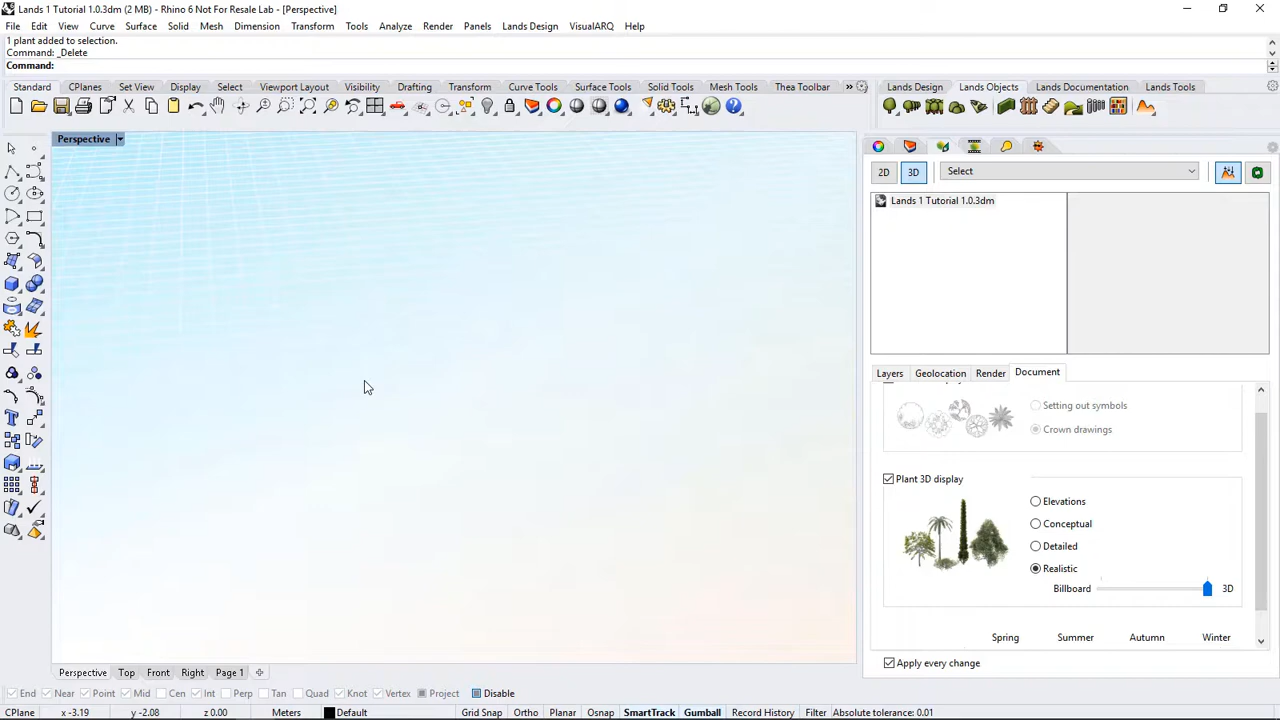 Lands 1 Tutorial 1.0.3dm (2 MB) - Rhino 6 Not For Resale Lab - [Perspective]
File Edit View Curve Surface Solid Mesh Dimension Transform Tools Analyze Render Panels Lands Design VisualARQ Help
1 plant added to selection.
Command: _Delete
Command:
Standard CPlanes Set View Display Select Viewport Layout Visibility Drafting Transform Curve Tools Surface Tools Solid Tools Mesh Tools Thea Toolbar »
Lands Design Lands Objects Lands Documentation Lands Tools
Perspective
2D 3D Select
Lands 1 Tutorial 1.0.3dm
Layers Geolocation Render Document
Setting out symbols
Crown drawings
Plant 3D display
Elevations
Conceptual
Detailed
Realistic
Billboard 3D
Spring Summer Autumn Winter
Apply every change
Perspective Top Front Right Page 1
End Near Point Mid Cen Int Perp Tan Quad Knot Vertex Project Disable
CPlane x -3.19 y -2.08 z 0.00 Meters Default Grid Snap Ortho Planar Osnap SmartTrack Gumball Record History Filter Absolute tolerance: 0.01